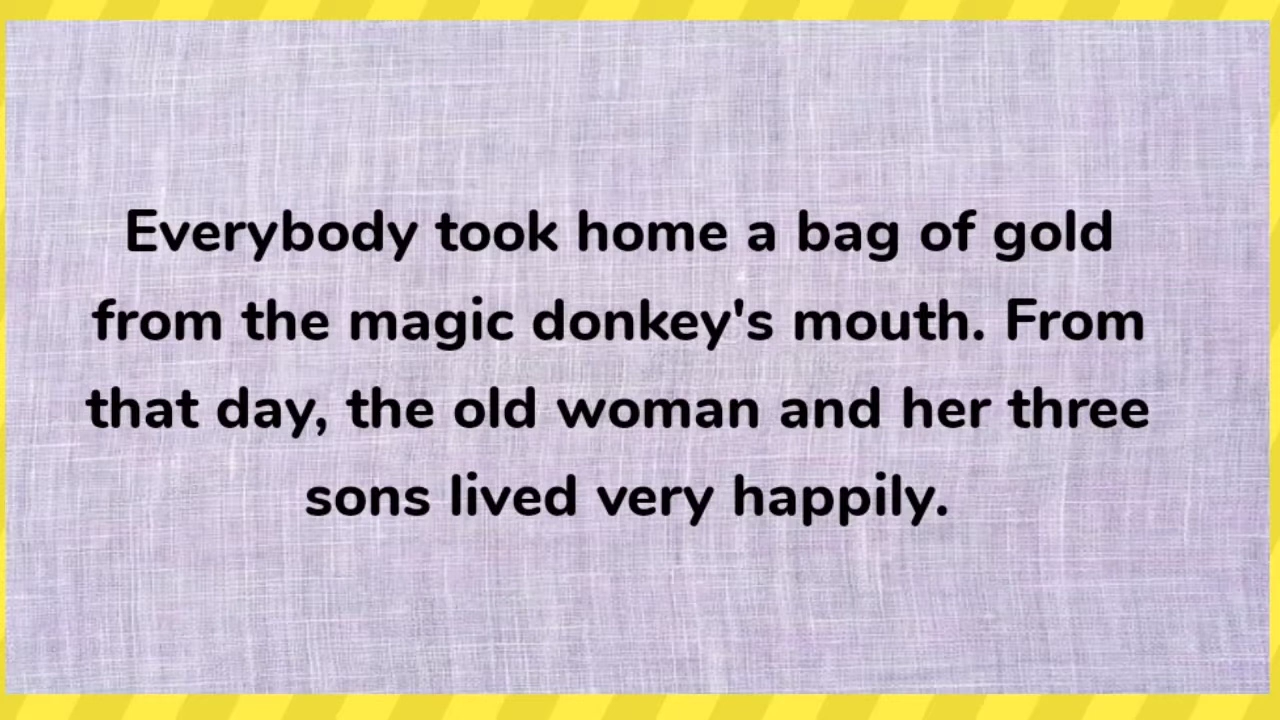 Everybody took home a bag of gold
from the magic donkey's mouth. From
that day, the old woman and her three
sons lived very happily.